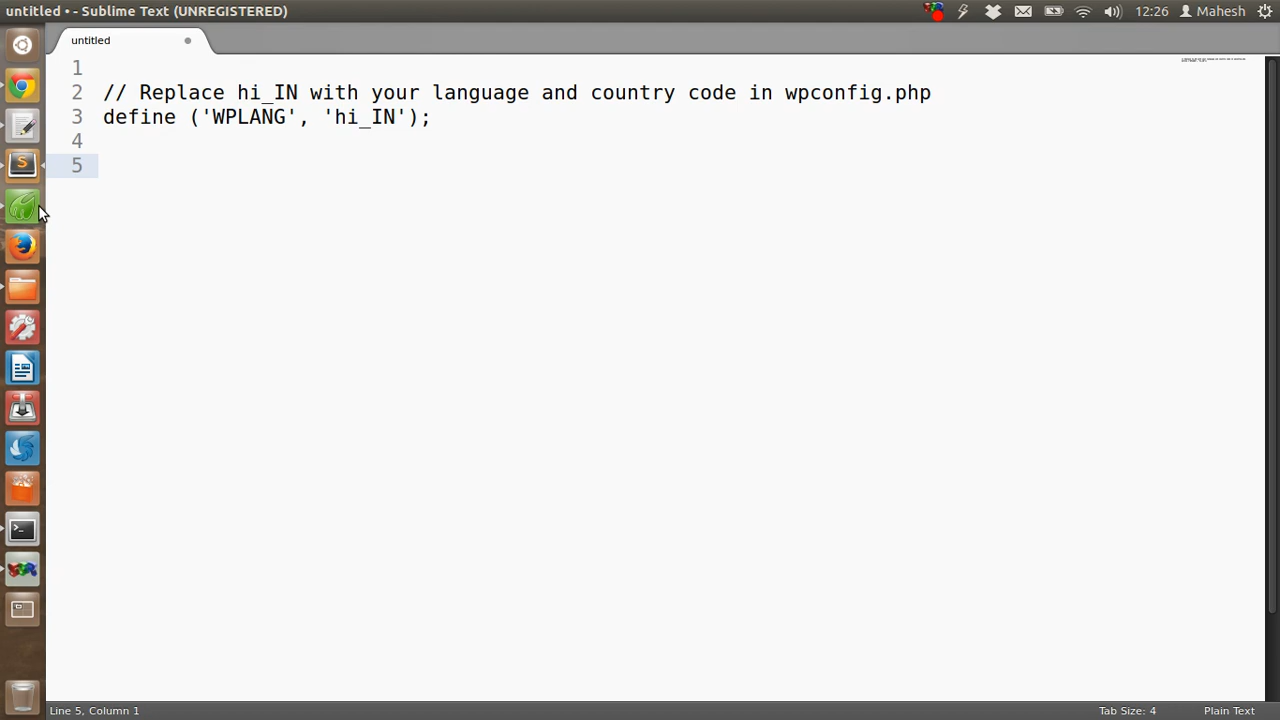 untitled • - Sublime Text (UNREGISTERED)
12:26
Mahesh
untitled
1
2 // Replace hi_IN with your language and country code in wpconfig.php
3 define ('WPLANG', 'hi_IN');
4
5
Line 5, Column 1
Tab Size: 4
Plain Text